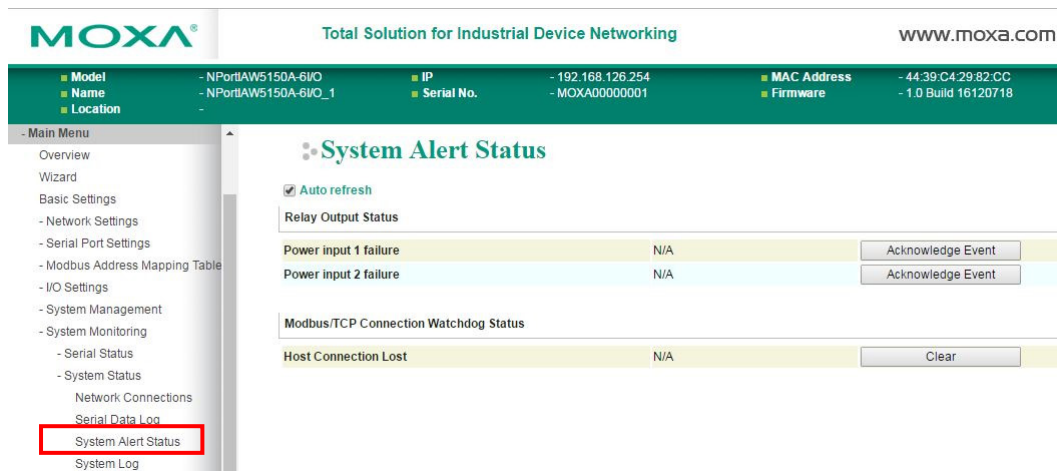 MOXA®
Total Solution for Industrial Device Networking
www.moxa.com
Model - NPortIAW5150A-6I/O IP - 192.168.126.254 MAC Address - 44:39:C4:29:82:CC
Name - NPortIAW5150A-6I/O_1 Serial No. - MOXA00000001 Firmware - 1.0 Build 16120718
Location -
- Main Menu
Overview
Wizard
Basic Settings
- Network Settings
- Serial Port Settings
- Modbus Address Mapping Table
- I/O Settings
- System Management
- System Monitoring
- Serial Status
- System Status
Network Connections
Serial Data Log
System Alert Status
System Log
System Alert Status
Auto refresh
Relay Output Status
Power input 1 failure N/A Acknowledge Event
Power input 2 failure N/A Acknowledge Event
Modbus/TCP Connection Watchdog Status
Host Connection Lost N/A Clear